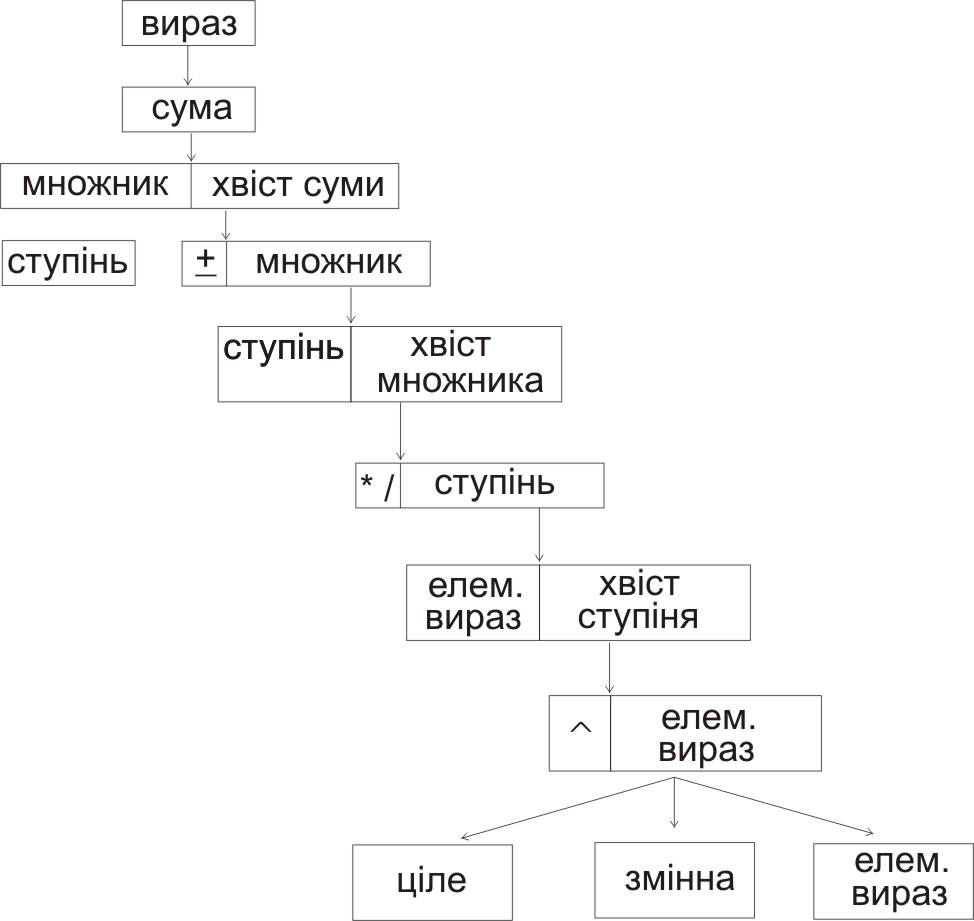 вираз
сума
множник хвіст суми
ступінь ± множник
ступінь хвіст
множника
* / ступінь
елем. хвіст
вираз ступіня
^ елем.
вираз
ціле змінна елем.
вираз